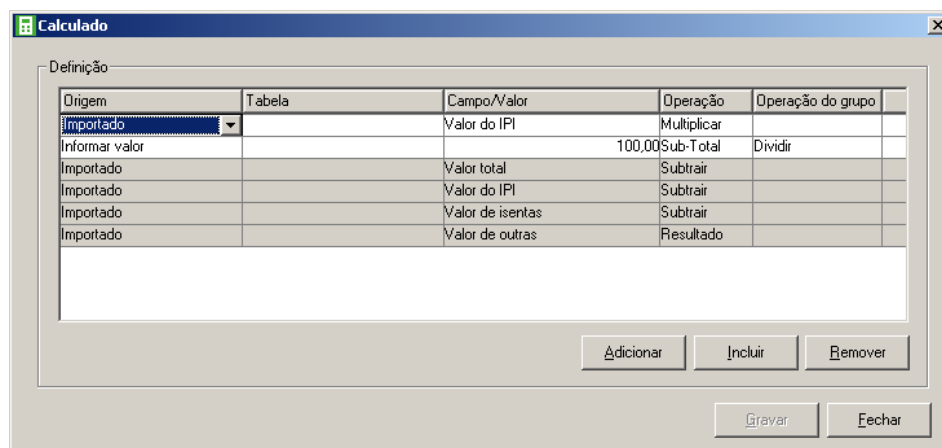 Calculado
Definição
Origem Tabela Campo/Valor Operação Operação do grupo
Importado Valor do IPI Multiplicar
Informar valor 100,00 Sub-Total Dividir
Importado Valor total Subtrair
Importado Valor do IPI Subtrair
Importado Valor de isentas Subtrair
Importado Valor de outras Resultado
Adicionar Incluir Remover
Gravar Fechar